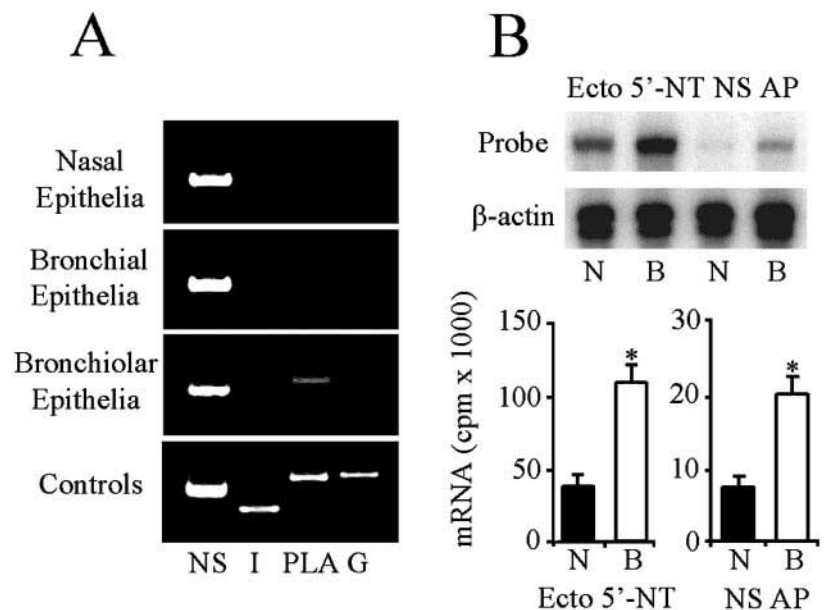 A
Nasal
Epithelia
Bronchial
Epithelia
Bronchiolar
Epithelia
Controls
NS I PLA G
B
Ecto 5'-NT NS AP
Probe
β-actin
N B N B
mRNA (cpm x 1000)
150
100
50
0
*
N B
Ecto 5'-NT
30
20
10
0
*
N B
NS AP